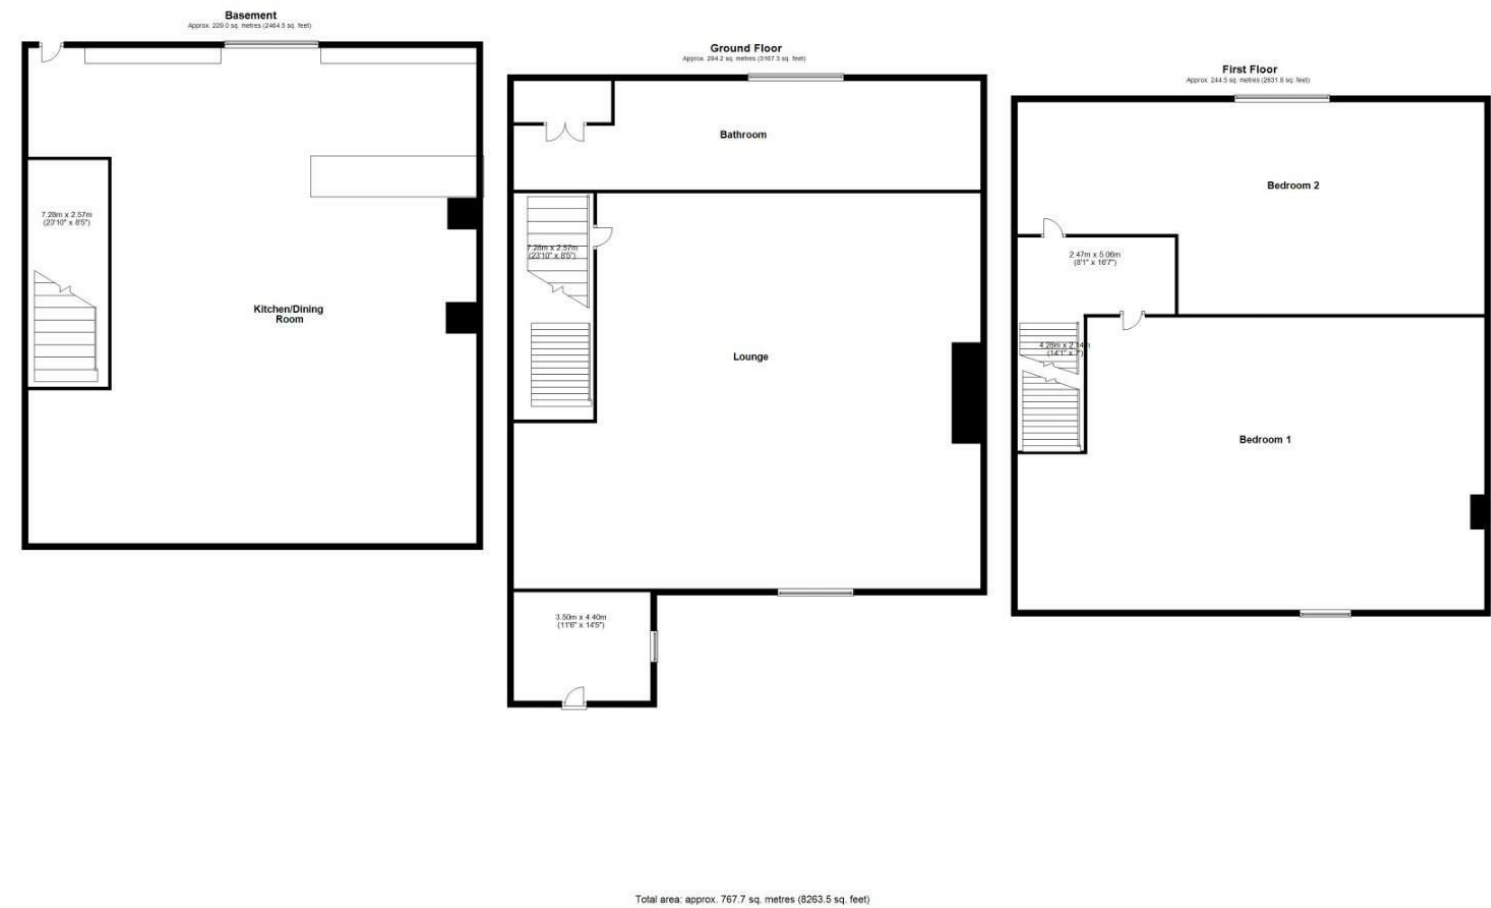 Basement
Approx. 229.0 sq. metres (2464.5 sq. feet)
7.28m x 2.57m
(23'10" x 8'5")
Kitchen/Dining
Room
Ground Floor
Approx. 294.2 sq. metres (3167.3 sq. feet)
Bathroom
7.28m x 2.57m
(23'10" x 8'5")
Lounge
3.50m x 4.40m
(11'6" x 14'5")
First Floor
Approx. 244.5 sq. metres (2631.8 sq. feet)
Bedroom 2
2.47m x 5.06m
(8'1" x 16'7")
4.28m x 2.14m
(14'1" x 7')
Bedroom 1
Total area: approx. 767.7 sq. metres (8263.5 sq. feet)